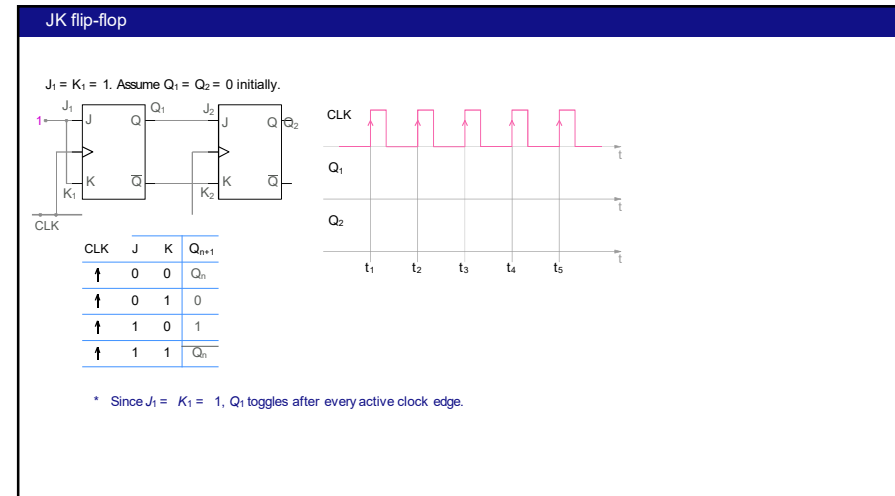 JK flip-flop
J₁ = K₁ = 1. Assume Q₁ = Q₂ = 0 initially.
J₁ Q₁ J₂
1 J Q J Q Q₂
K Q̅ K Q̅
K₁ K₂
CLK
CLK
t
Q₁
t
Q₂
t
t₁ t₂ t₃ t₄ t₅
CLK J K Qₙ₊₁
↑ 0 0 Qₙ
↑ 0 1 0
↑ 1 0 1
↑ 1 1 Q̅ₙ
* Since J₁ = K₁ = 1, Q₁ toggles after every active clock edge.